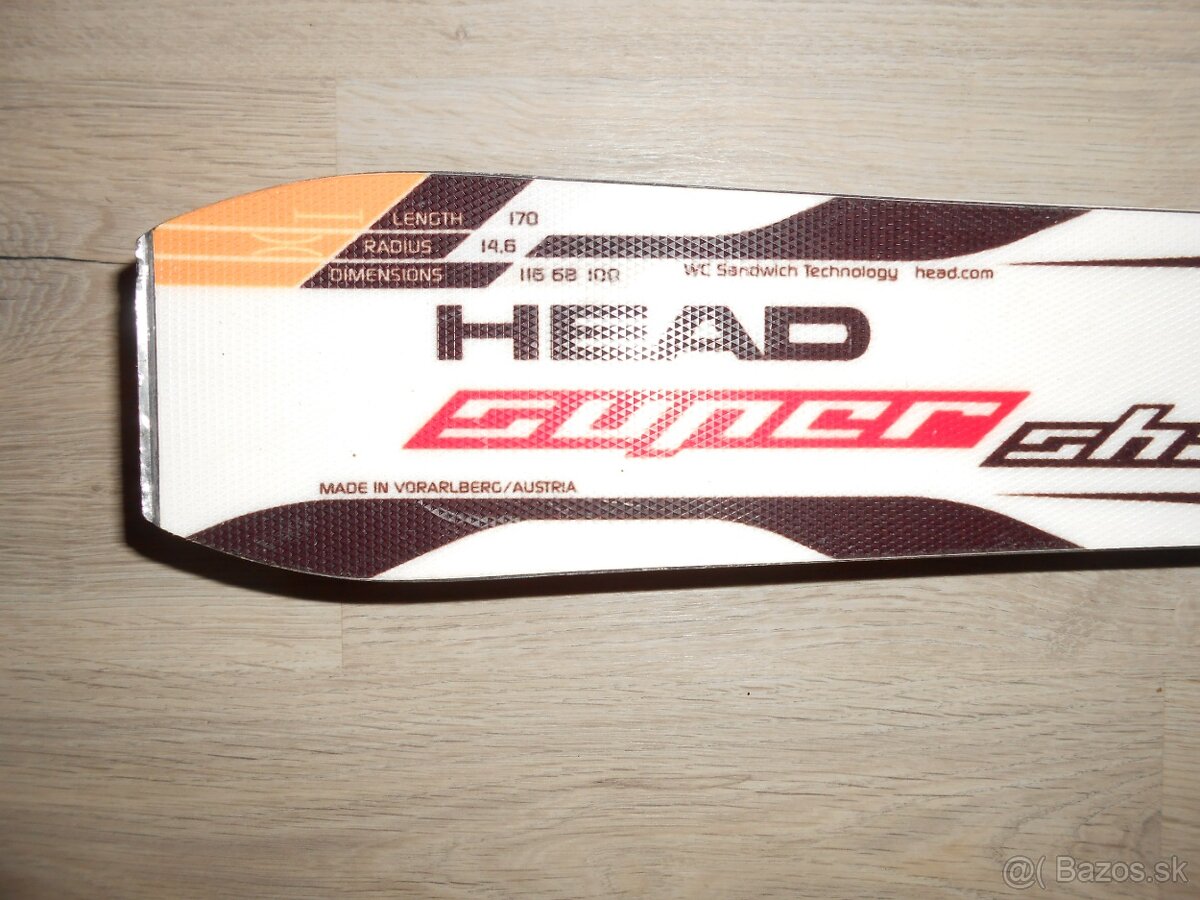 LENGTH 170
RADIUS 14.6
DIMENSIONS 116 68 100
WC Sandwich Technology head.com
HEAD
super
MADE IN VORARLBERG/AUSTRIA
@( Bazos.sk